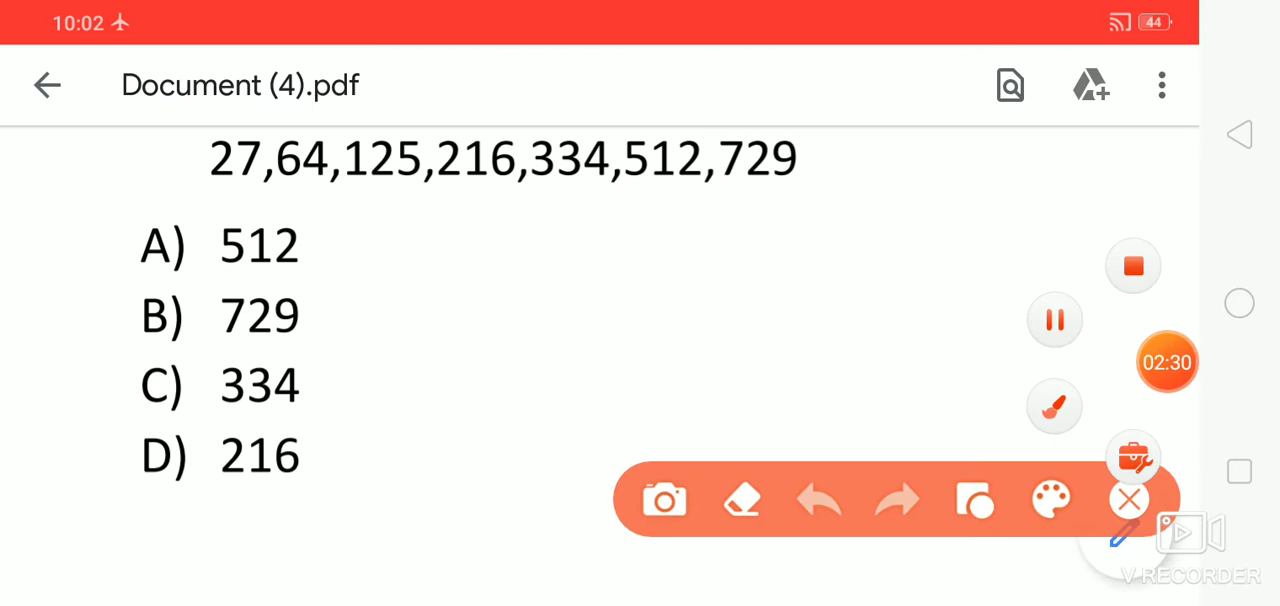 10:02 44
Document (4).pdf
27,64,125,216,334,512,729
A) 512
B) 729
C) 334
D) 216
02:30
V RECORDER